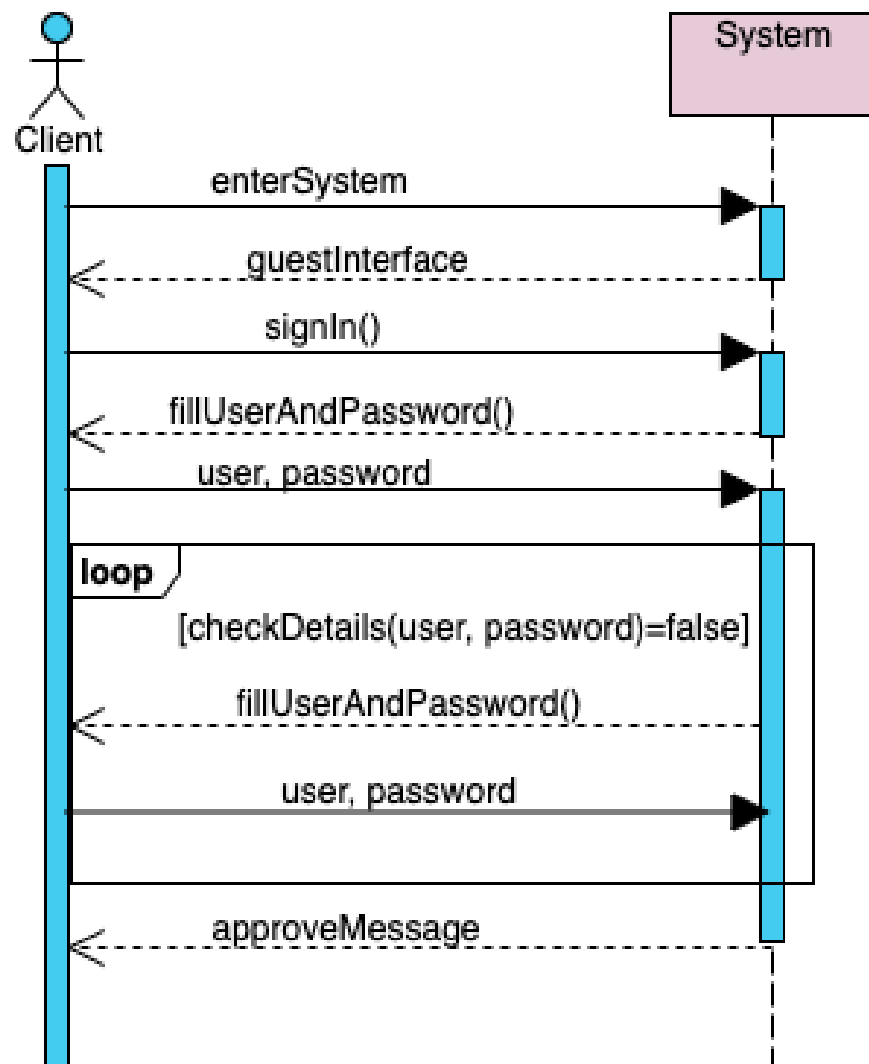 System
Client
enterSystem
guestInterface
signIn()
fillUserAndPassword()
user, password
loop
[checkDetails(user, password)=false]
fillUserAndPassword()
user, password
approveMessage